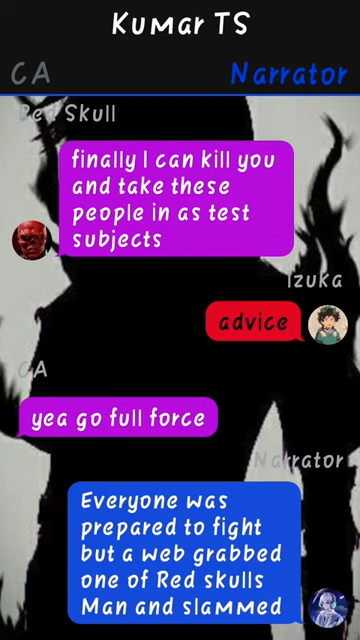 Kumar TS
CA
Narrator
Red Skull
finally I can kill you
and take these
people in as test
subjects
Izuka
advice
CA
yea go full force
Narrator
Everyone was
prepared to fight
but a web grabbed
one of Red skulls
Man and slammed